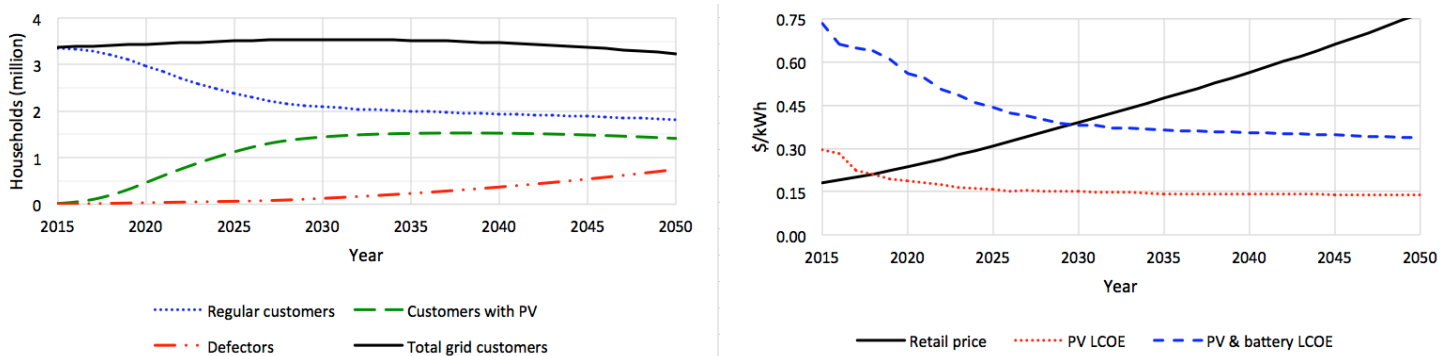 Households (million)
4
3
2
1
0
2015 2020 2025 2030 2035 2040 2045 2050
Year
Regular customers
Customers with PV
Defectors
Total grid customers
$/kWh
0.75
0.60
0.45
0.30
0.15
0.00
2015 2020 2025 2030 2035 2040 2045 2050
Year
Retail price
PV LCOE
PV & battery LCOE